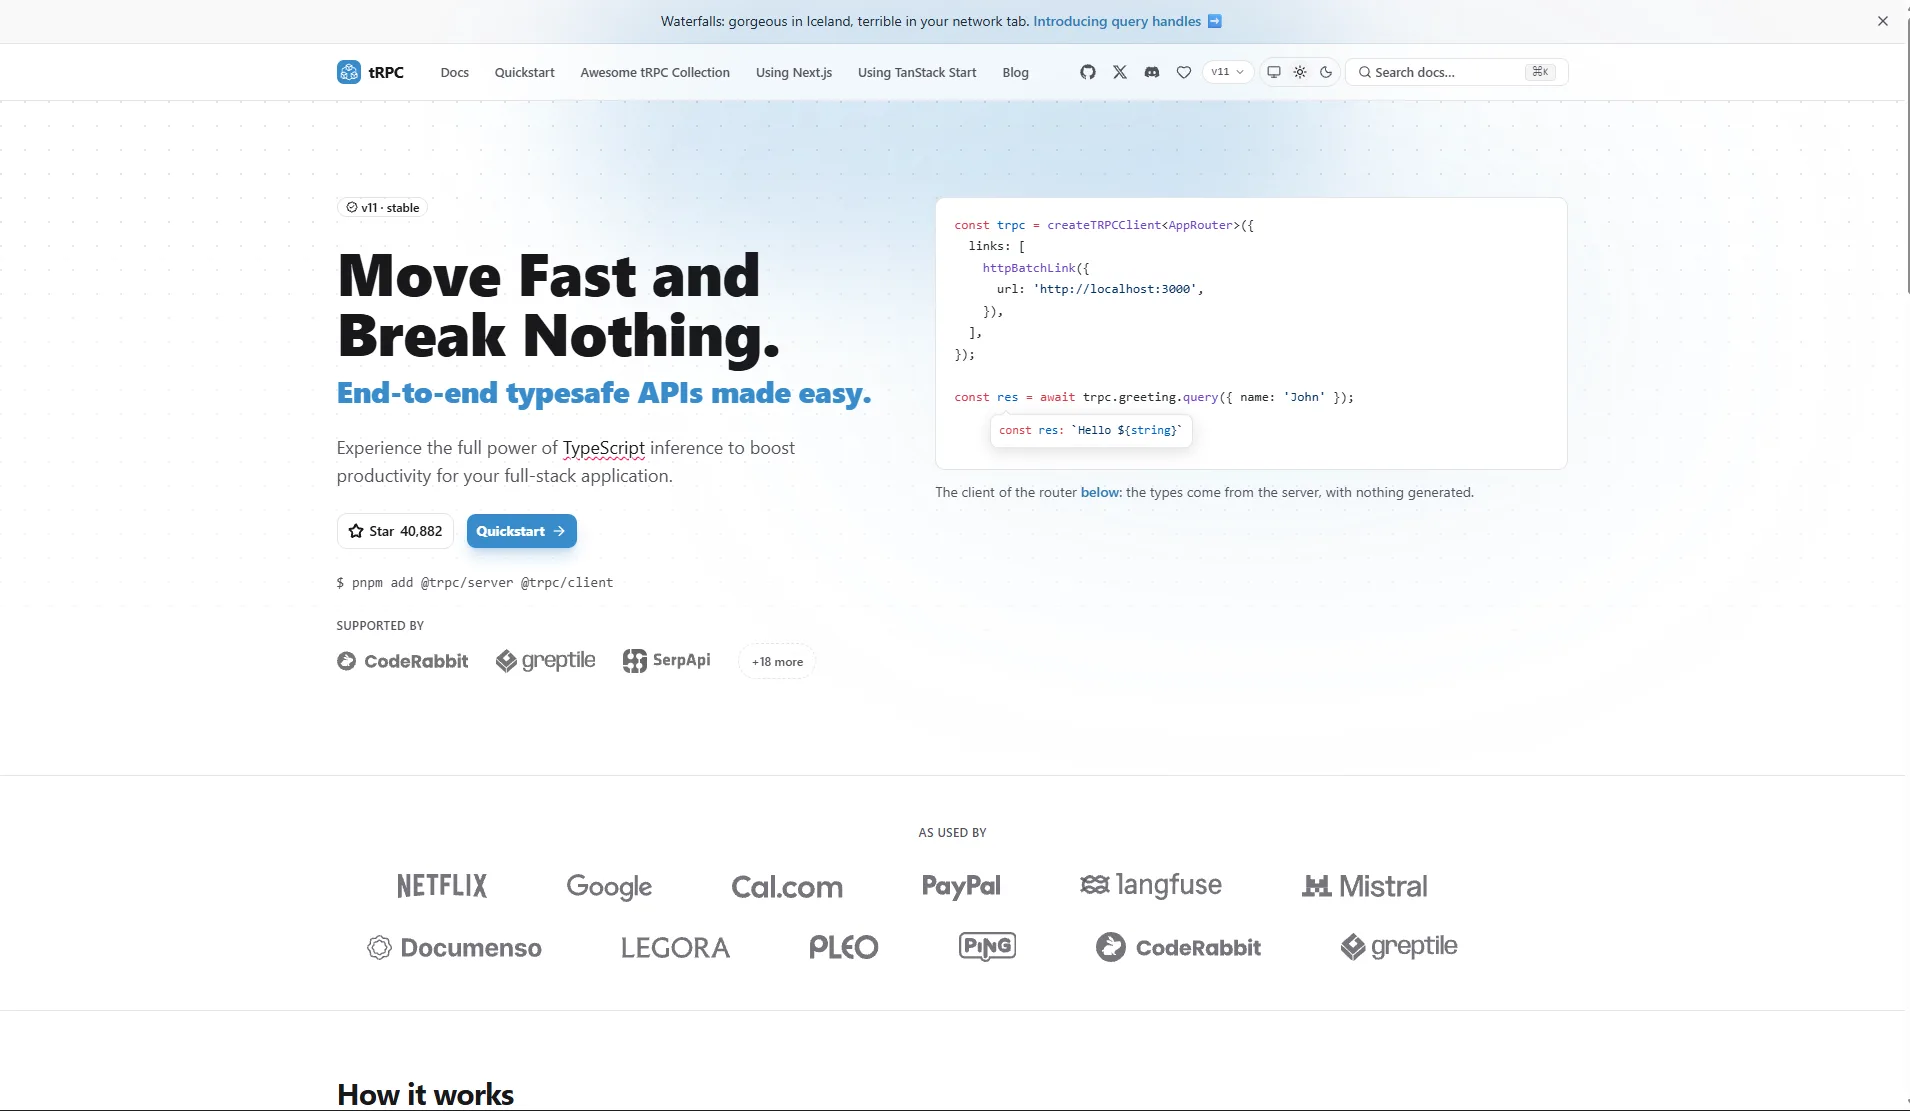 Waterfalls: gorgeous in Iceland, terrible in your network tab. Introducing query handles ➡️
tRPC
Docs
Quickstart
Awesome tRPC Collection
Using Next.js
Using TanStack Start
Blog
v11
Search docs...
⌘K
v11 · stable
Move Fast and
Break Nothing.
End-to-end typesafe APIs made easy.
Experience the full power of TypeScript inference to boost
productivity for your full-stack application.
Star 40,882
Quickstart →
$ pnpm add @trpc/server @trpc/client
SUPPORTED BY
CodeRabbit
greptile
SerpApi
+18 more
const trpc = createTRPCClient<AppRouter>({
  links: [
    httpBatchLink({
      url: 'http://localhost:3000',
    }),
  ],
});
const res = await trpc.greeting.query({ name: 'John' });
const res: `Hello ${string}`
The client of the router below: the types come from the server, with nothing generated.
AS USED BY
NETFLIX
Google
Cal.com
PayPal
langfuse
Mistral
Documenso
LEGORA
PLEO
PiNG
CodeRabbit
greptile
How it works